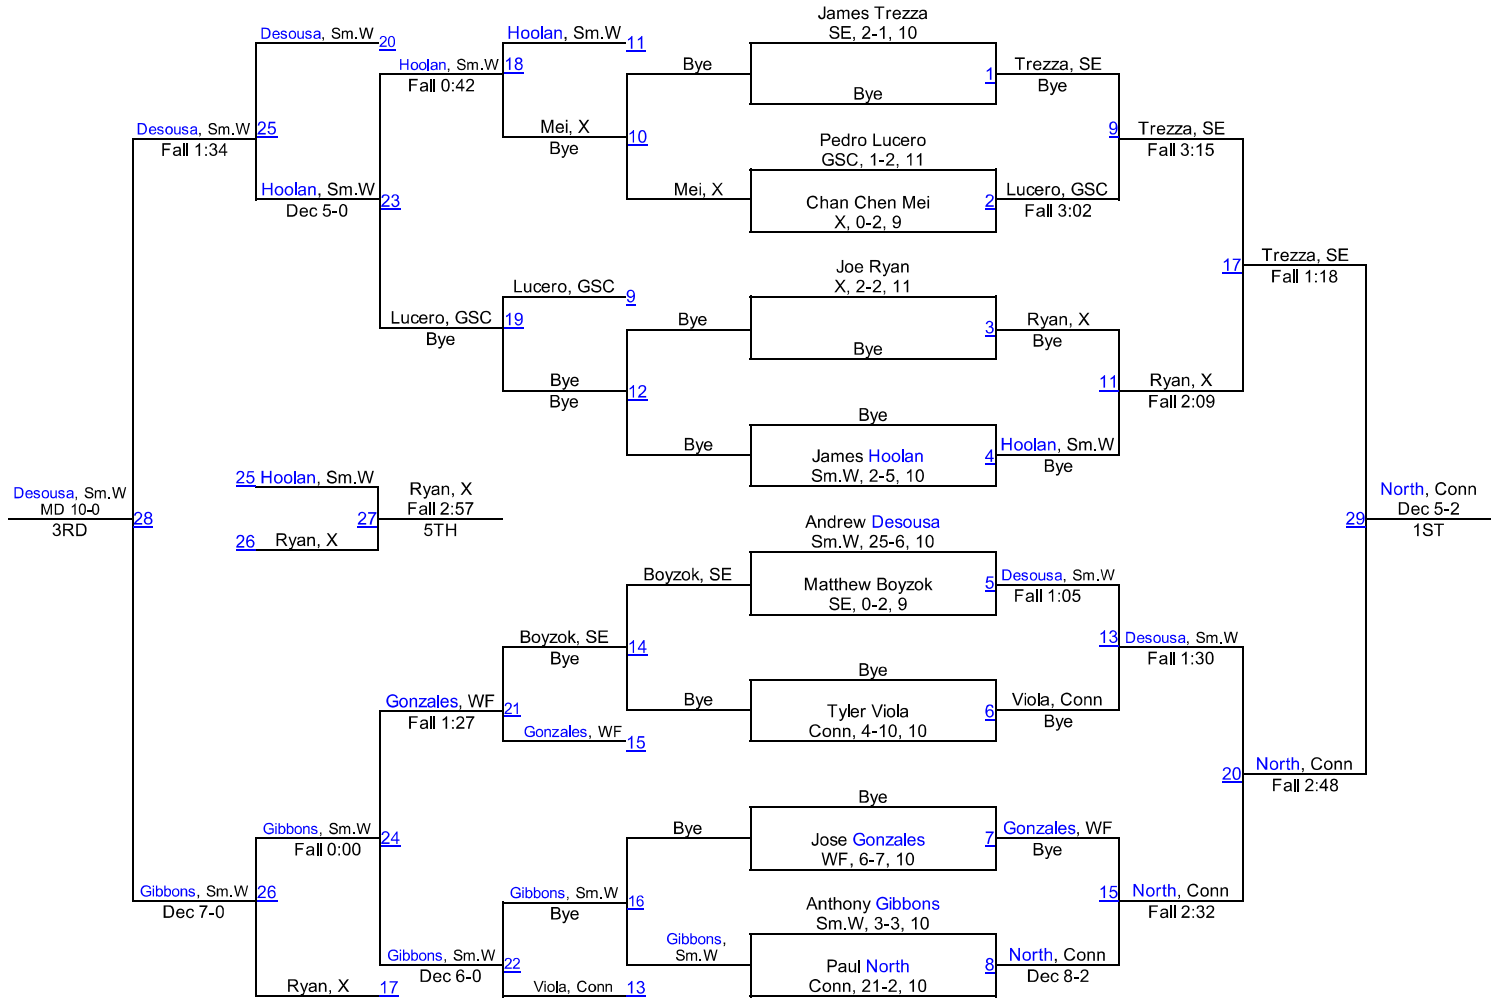 James Trezza
SE, 2-1, 10
Bye
1
Trezza, SE
Bye
Pedro Lucero
GSC, 1-2, 11
Chan Chen Mei
X, 0-2, 9
2
Lucero, GSC
Fall 3:02
9
Trezza, SE
Fall 3:15
Joe Ryan
X, 2-2, 11
Bye
3
Ryan, X
Bye
Bye
James Hoolan
Sm.W, 2-5, 10
4
Hoolan, Sm.W
Bye
11
Ryan, X
Fall 2:09
17
Trezza, SE
Fall 1:18
Andrew Desousa
Sm.W, 25-6, 10
Matthew Boyzok
SE, 0-2, 9
5
Desousa, Sm.W
Fall 1:05
Bye
Tyler Viola
Conn, 4-10, 10
6
Viola, Conn
Bye
13
Desousa, Sm.W
Fall 1:30
Bye
Jose Gonzales
WF, 6-7, 10
7
Gonzales, WF
Bye
Anthony Gibbons
Sm.W, 3-3, 10
Paul North
Conn, 21-2, 10
8
North, Conn
Dec 8-2
15
North, Conn
Fall 2:32
20
North, Conn
Fall 2:48
29
North, Conn
Dec 5-2
1ST
Bye
Mei, X
10
Mei, X
Bye
Hoolan, Sm.W
11
18
Hoolan, Sm.W
Fall 0:42
Bye
Bye
12
Bye
Bye
Lucero, GSC
9
19
Lucero, GSC
Bye
23
Hoolan, Sm.W
Dec 5-0
Desousa, Sm.W
20
25
Desousa, Sm.W
Fall 1:34
25 Hoolan, Sm.W
26
Ryan, X
27
Ryan, X
Fall 2:57
5TH
Boyzok, SE
Bye
14
Boyzok, SE
Bye
Gonzales, WF
15
21
Gonzales, WF
Fall 1:27
Bye
Gibbons,
Sm.W
16
Gibbons, Sm.W
Bye
Viola, Conn
13
22
Gibbons, Sm.W
Dec 6-0
24
Gibbons, Sm.W
Fall 0:00
Ryan, X
17
26
Gibbons, Sm.W
Dec 7-0
28
Desousa, Sm.W
MD 10-0
3RD